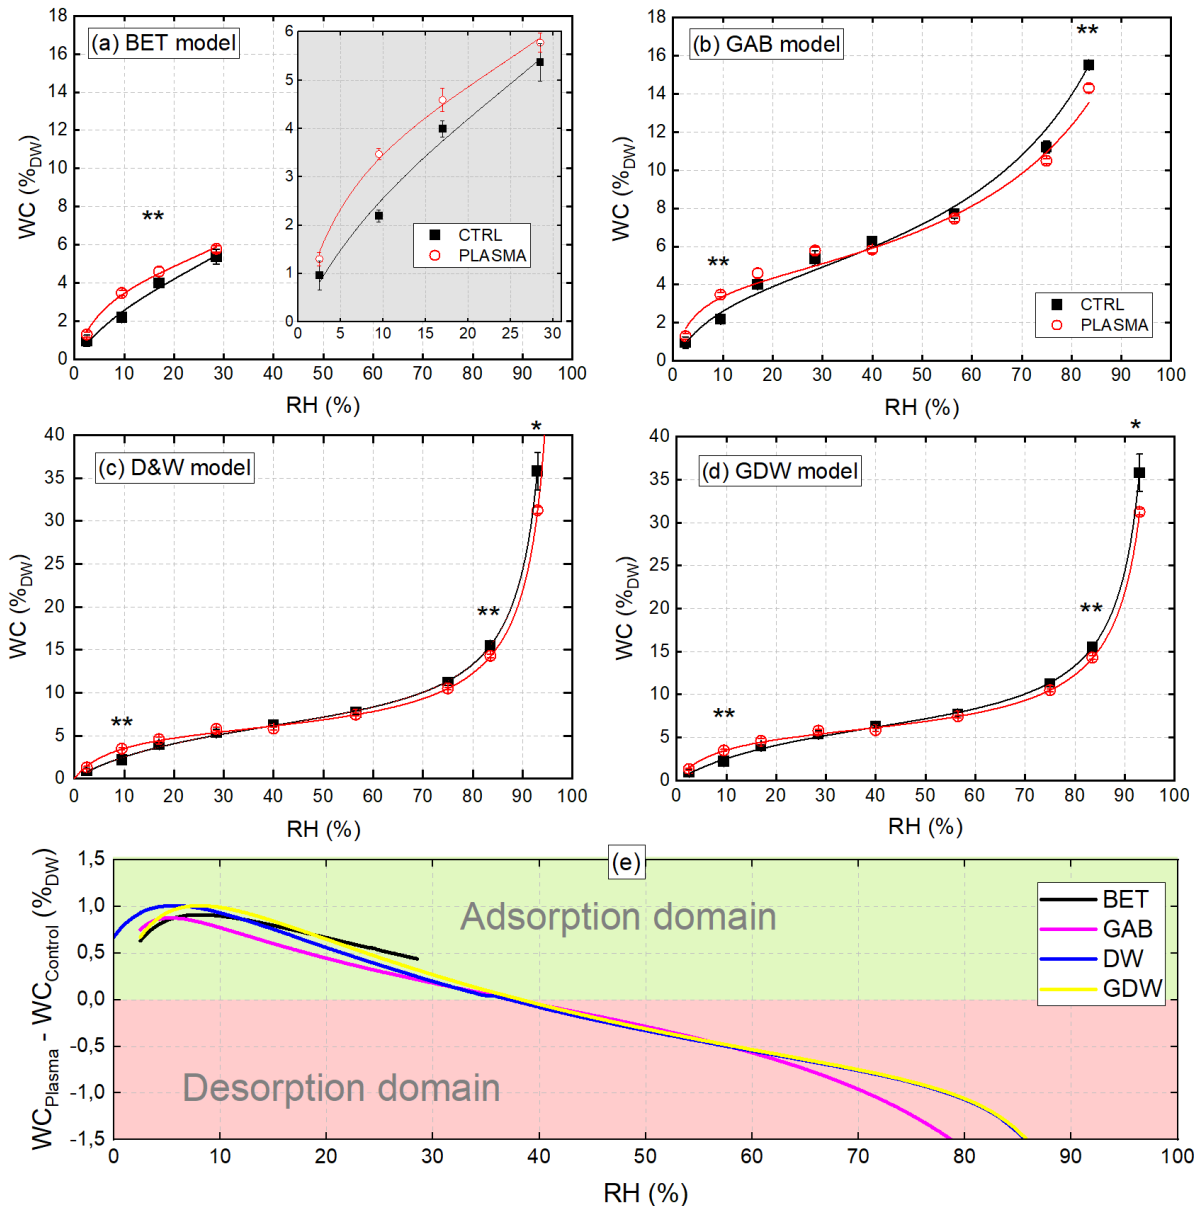 (a) BET model
WC (%DW)
18
16
14
12
10
8
6
4
2
0
**
6
5
4
3
2
1
0
0 5 10 15 20 25 30
CTRL
PLASMA
0 10 20 30 40 50 60 70 80 90 100
RH (%)
(b) GAB model
WC (%DW)
18
16
14
12
10
8
6
4
2
0
**
**
CTRL
PLASMA
0 10 20 30 40 50 60 70 80 90 100
RH (%)
(c) D&W model
WC (%DW)
40
35
30
25
20
15
10
5
0
**
**
*
0 10 20 30 40 50 60 70 80 90 100
RH (%)
(d) GDW model
WC (%DW)
40
35
30
25
20
15
10
5
0
**
**
*
0 10 20 30 40 50 60 70 80 90 100
RH (%)
(e)
WCPlasma - WCControl (%DW)
1,5
1,0
0,5
0,0
-0,5
-1,0
-1,5
Adsorption domain
Desorption domain
BET
GAB
DW
GDW
0 10 20 30 40 50 60 70 80 90 100
RH (%)